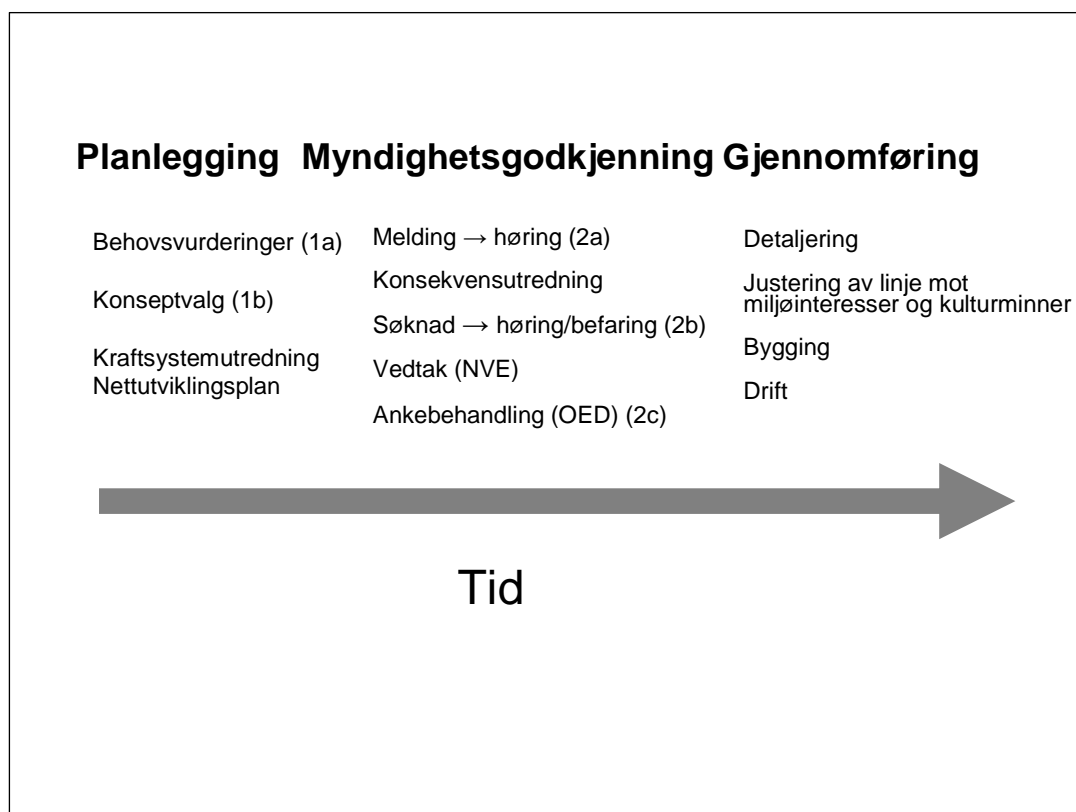 Planlegging Myndighetsgodkjenning Gjennomføring
Behovsvurderinger (1a)
Konseptvalg (1b)
Kraftsystemutredning
Nettutviklingsplan
Melding → høring (2a)
Konsekvensutredning
Søknad → høring/befaring (2b)
Vedtak (NVE)
Ankebehandling (OED) (2c)
Detaljering
Justering av linje mot
miljøinteresser og kulturminner
Bygging
Drift
Tid